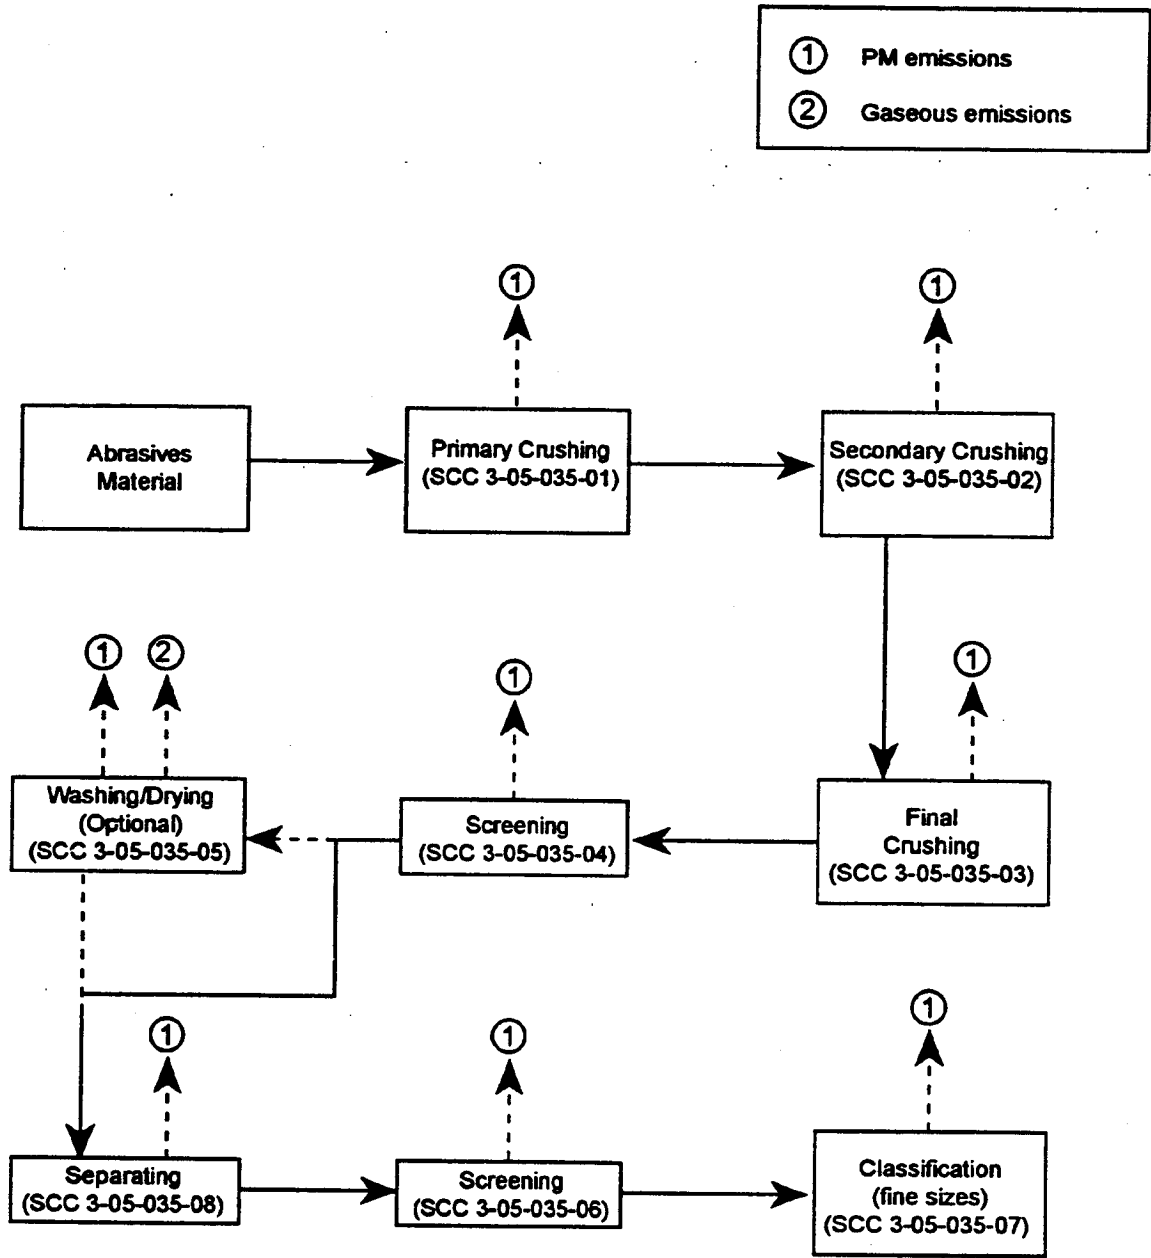 1 PM emissions
2 Gaseous emissions
1
1
Abrasives
Material
Primary Crushing
(SCC 3-05-035-01)
Secondary Crushing
(SCC 3-05-035-02)
1
2
1
1
Washing/Drying
(Optional)
(SCC 3-05-035-05)
Screening
(SCC 3-05-035-04)
Final
Crushing
(SCC 3-05-035-03)
1
1
1
Separating
(SCC 3-05-035-08)
Screening
(SCC 3-05-035-06)
Classification
(fine sizes)
(SCC 3-05-035-07)